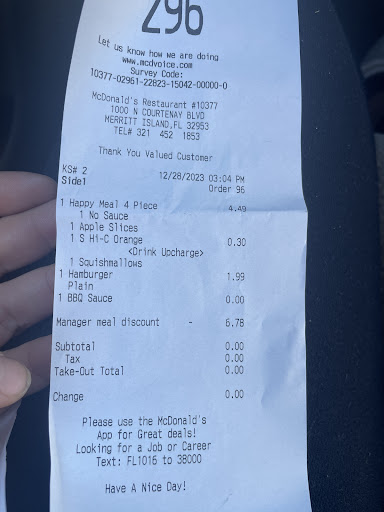 296
Let us know how we are doing
www.mcdvoice.com
Survey Code:
10377-02961-22823-15042-00000-0
McDonald's Restaurant #10377
1000 N COURTENAY BLVD
MERRITT ISLAND,FL 32953
TEL# 321 452 1853
Thank You Valued Customer
KS# 2 12/28/2023 03:04 PM
Side1 Order 96
1 Happy Meal 4 Piece 4.49
1 No Sauce
1 Apple Slices
1 S Hi-C Orange 0.30
<Drink Upcharge>
1 Squishmallows
1 Hamburger 1.99
Plain
1 BBQ Sauce 0.00
Manager meal discount - 6.78
Subtotal 0.00
Tax 0.00
Take-Out Total 0.00
Change 0.00
Please use the McDonald's
App for Great deals!
Looking for a Job or Career
Text: FL1016 to 38000
Have A Nice Day!